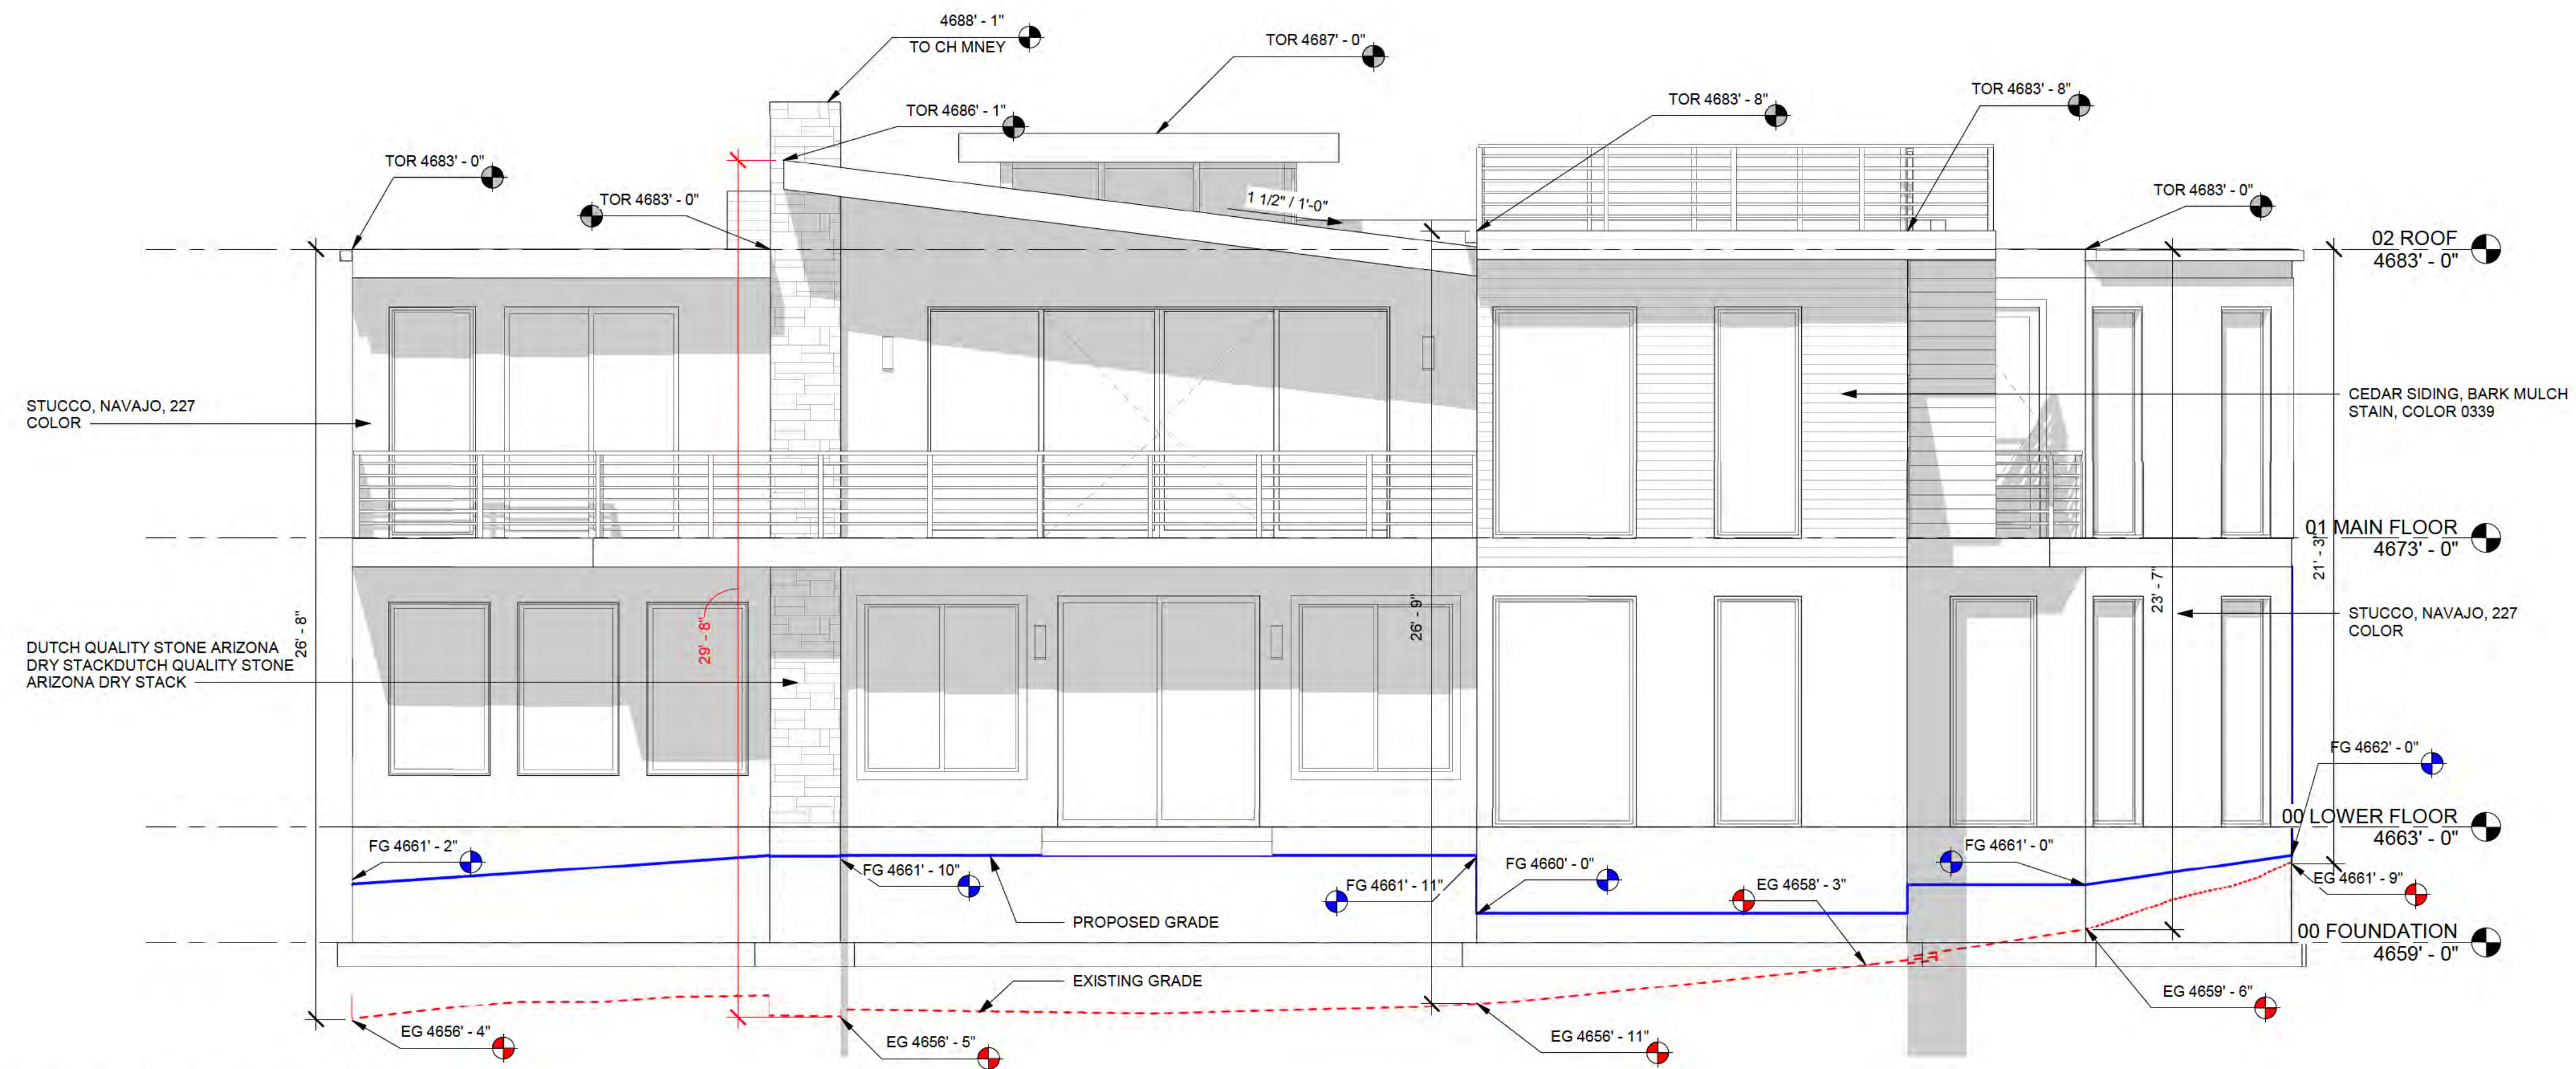 4688' - 1"
TO CH MNEY
TOR 4687' - 0"
TOR 4686' - 1"
TOR 4683' - 8"
TOR 4683' - 8"
TOR 4683' - 0"
TOR 4683' - 0"
TOR 4683' - 0"
1 1/2" / 1'-0"
02 ROOF
4683' - 0"
STUCCO, NAVAJO, 227
COLOR
CEDAR SIDING, BARK MULCH
STAIN, COLOR 0339
01 MAIN FLOOR
4673' - 0"
21' - 3"
23' - 7"
26' - 9"
29' - 8"
26' - 8"
STUCCO, NAVAJO, 227
COLOR
DUTCH QUALITY STONE ARIZONA
DRY STACKDUTCH QUALITY STONE
ARIZONA DRY STACK
FG 4662' - 0"
00 LOWER FLOOR
4663' - 0"
FG 4661' - 2"
FG 4661' - 10"
FG 4661' - 11"
FG 4660' - 0"
EG 4658' - 3"
FG 4661' - 0"
EG 4661' - 9"
PROPOSED GRADE
00 FOUNDATION
4659' - 0"
EXISTING GRADE
EG 4659' - 6"
EG 4656' - 4"
EG 4656' - 5"
EG 4656' - 11"